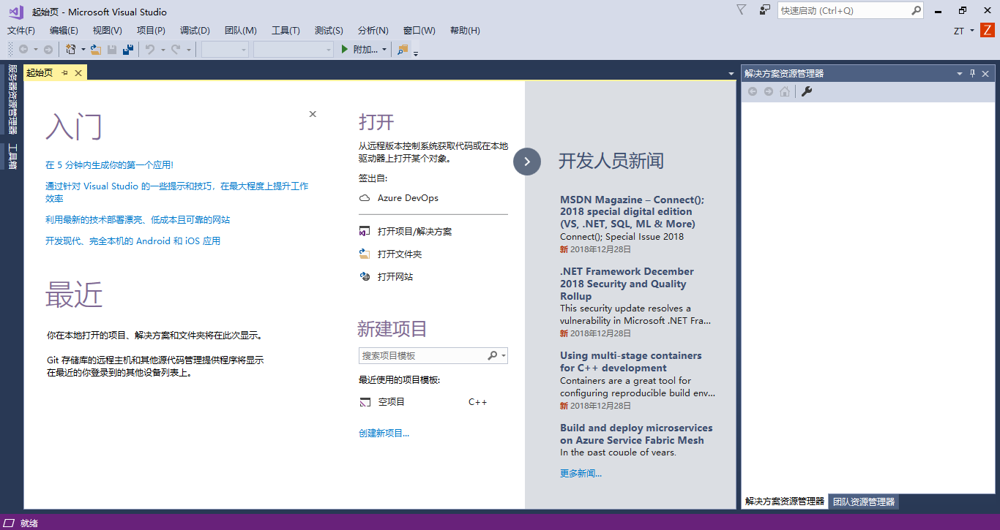 起始页 - Microsoft Visual Studio
快速启动 (Ctrl+Q)
文件(F) 编辑(E) 视图(V) 项目(P) 调试(D) 团队(M) 工具(T) 测试(S) 分析(N) 窗口(W) 帮助(H)
ZT
Z
附加...
服务器资源管理器
工具箱
起始页
入门
在 5 分钟内生成你的第一个应用!
通过针对 Visual Studio 的一些提示和技巧，在最大程度上提升工作
效率
利用最新的技术部署漂亮、低成本且可靠的网站
开发现代、完全本机的 Android 和 iOS 应用
最近
你在本地打开的项目、解决方案和文件夹将在此次显示。
Git 存储库的远程主机和其他源代码管理提供程序将显示
在最近的你登录到的其他设备列表上。
打开
从远程版本控制系统获取代码或在本地
驱动器上打开某个对象。
签出自:
Azure DevOps
打开项目/解决方案
打开文件夹
打开网站
新建项目
搜索项目模板
最近使用的项目模板:
空项目 C++
创建新项目...
开发人员新闻
MSDN Magazine – Connect();
2018 special digital edition
(VS, .NET, SQL, ML & More)
Connect(); Special Issue 2018
新 2018年12月28日
.NET Framework December
2018 Security and Quality
Rollup
This security update resolves a
vulnerability in Microsoft .NET Fra...
新 2018年12月28日
Using multi-stage containers
for C++ development
Containers are a great tool for
configuring reproducible build env...
新 2018年12月28日
Build and deploy microservices
on Azure Service Fabric Mesh
In the past couple of years,
更多新闻...
解决方案资源管理器
解决方案资源管理器 团队资源管理器
就绪